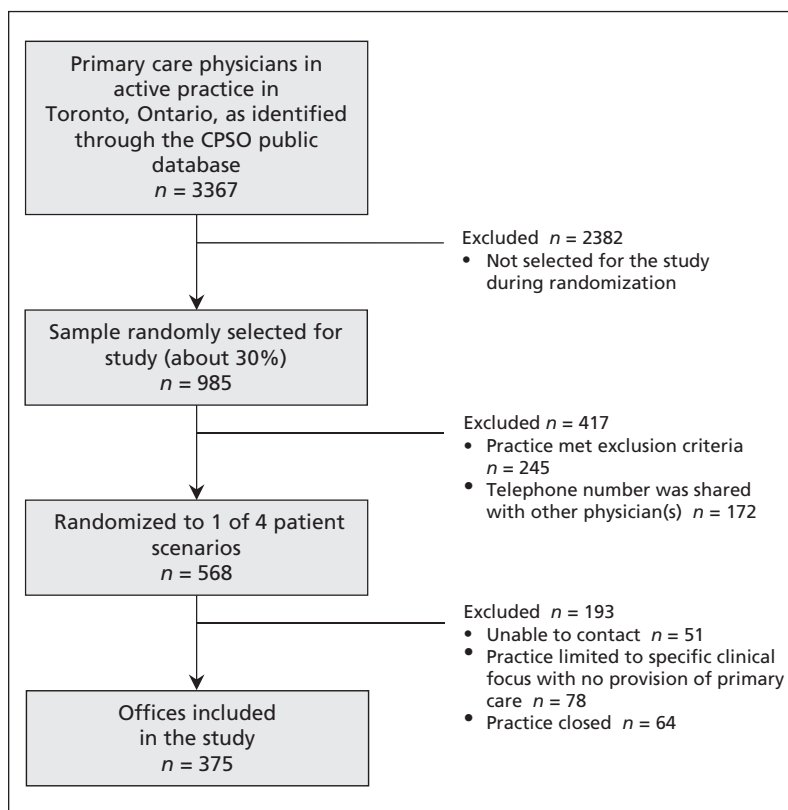 Primary care physicians in
active practice in
Toronto, Ontario, as identified
through the CPSO public
database
n = 3367
Excluded n = 2382
• Not selected for the study
during randomization
Sample randomly selected for
study (about 30%)
n = 985
Excluded n = 417
• Practice met exclusion criteria
n = 245
• Telephone number was shared
with other physician(s) n = 172
Randomized to 1 of 4 patient
scenarios
n = 568
Excluded n = 193
• Unable to contact n = 51
• Practice limited to specific clinical
focus with no provision of primary
care n = 78
• Practice closed n = 64
Offices included
in the study
n = 375